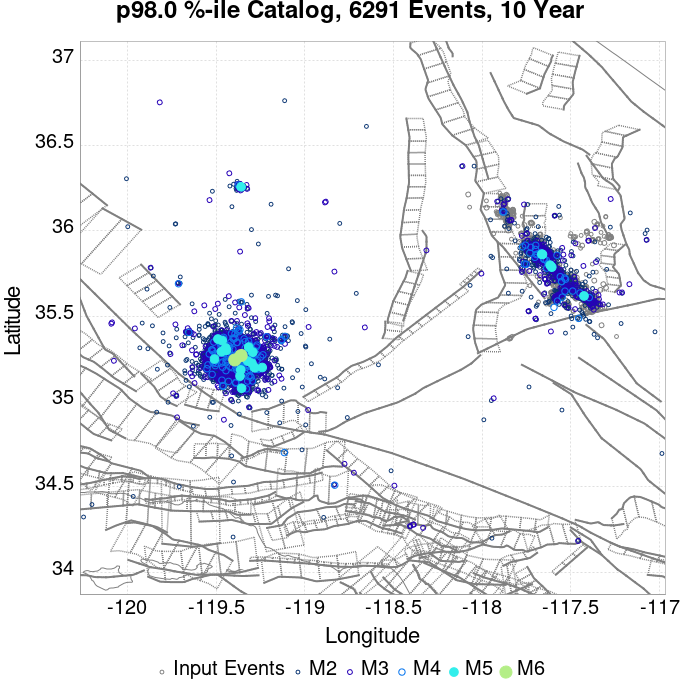 p98.0 %-ile Catalog, 6291 Events, 10 Year
37
36.5
36
35.5
35
34.5
34
Latitude
-120
-119.5
-119
-118.5
-118
-117.5
-117
Longitude
Input Events
M2
M3
M4
M5
M6